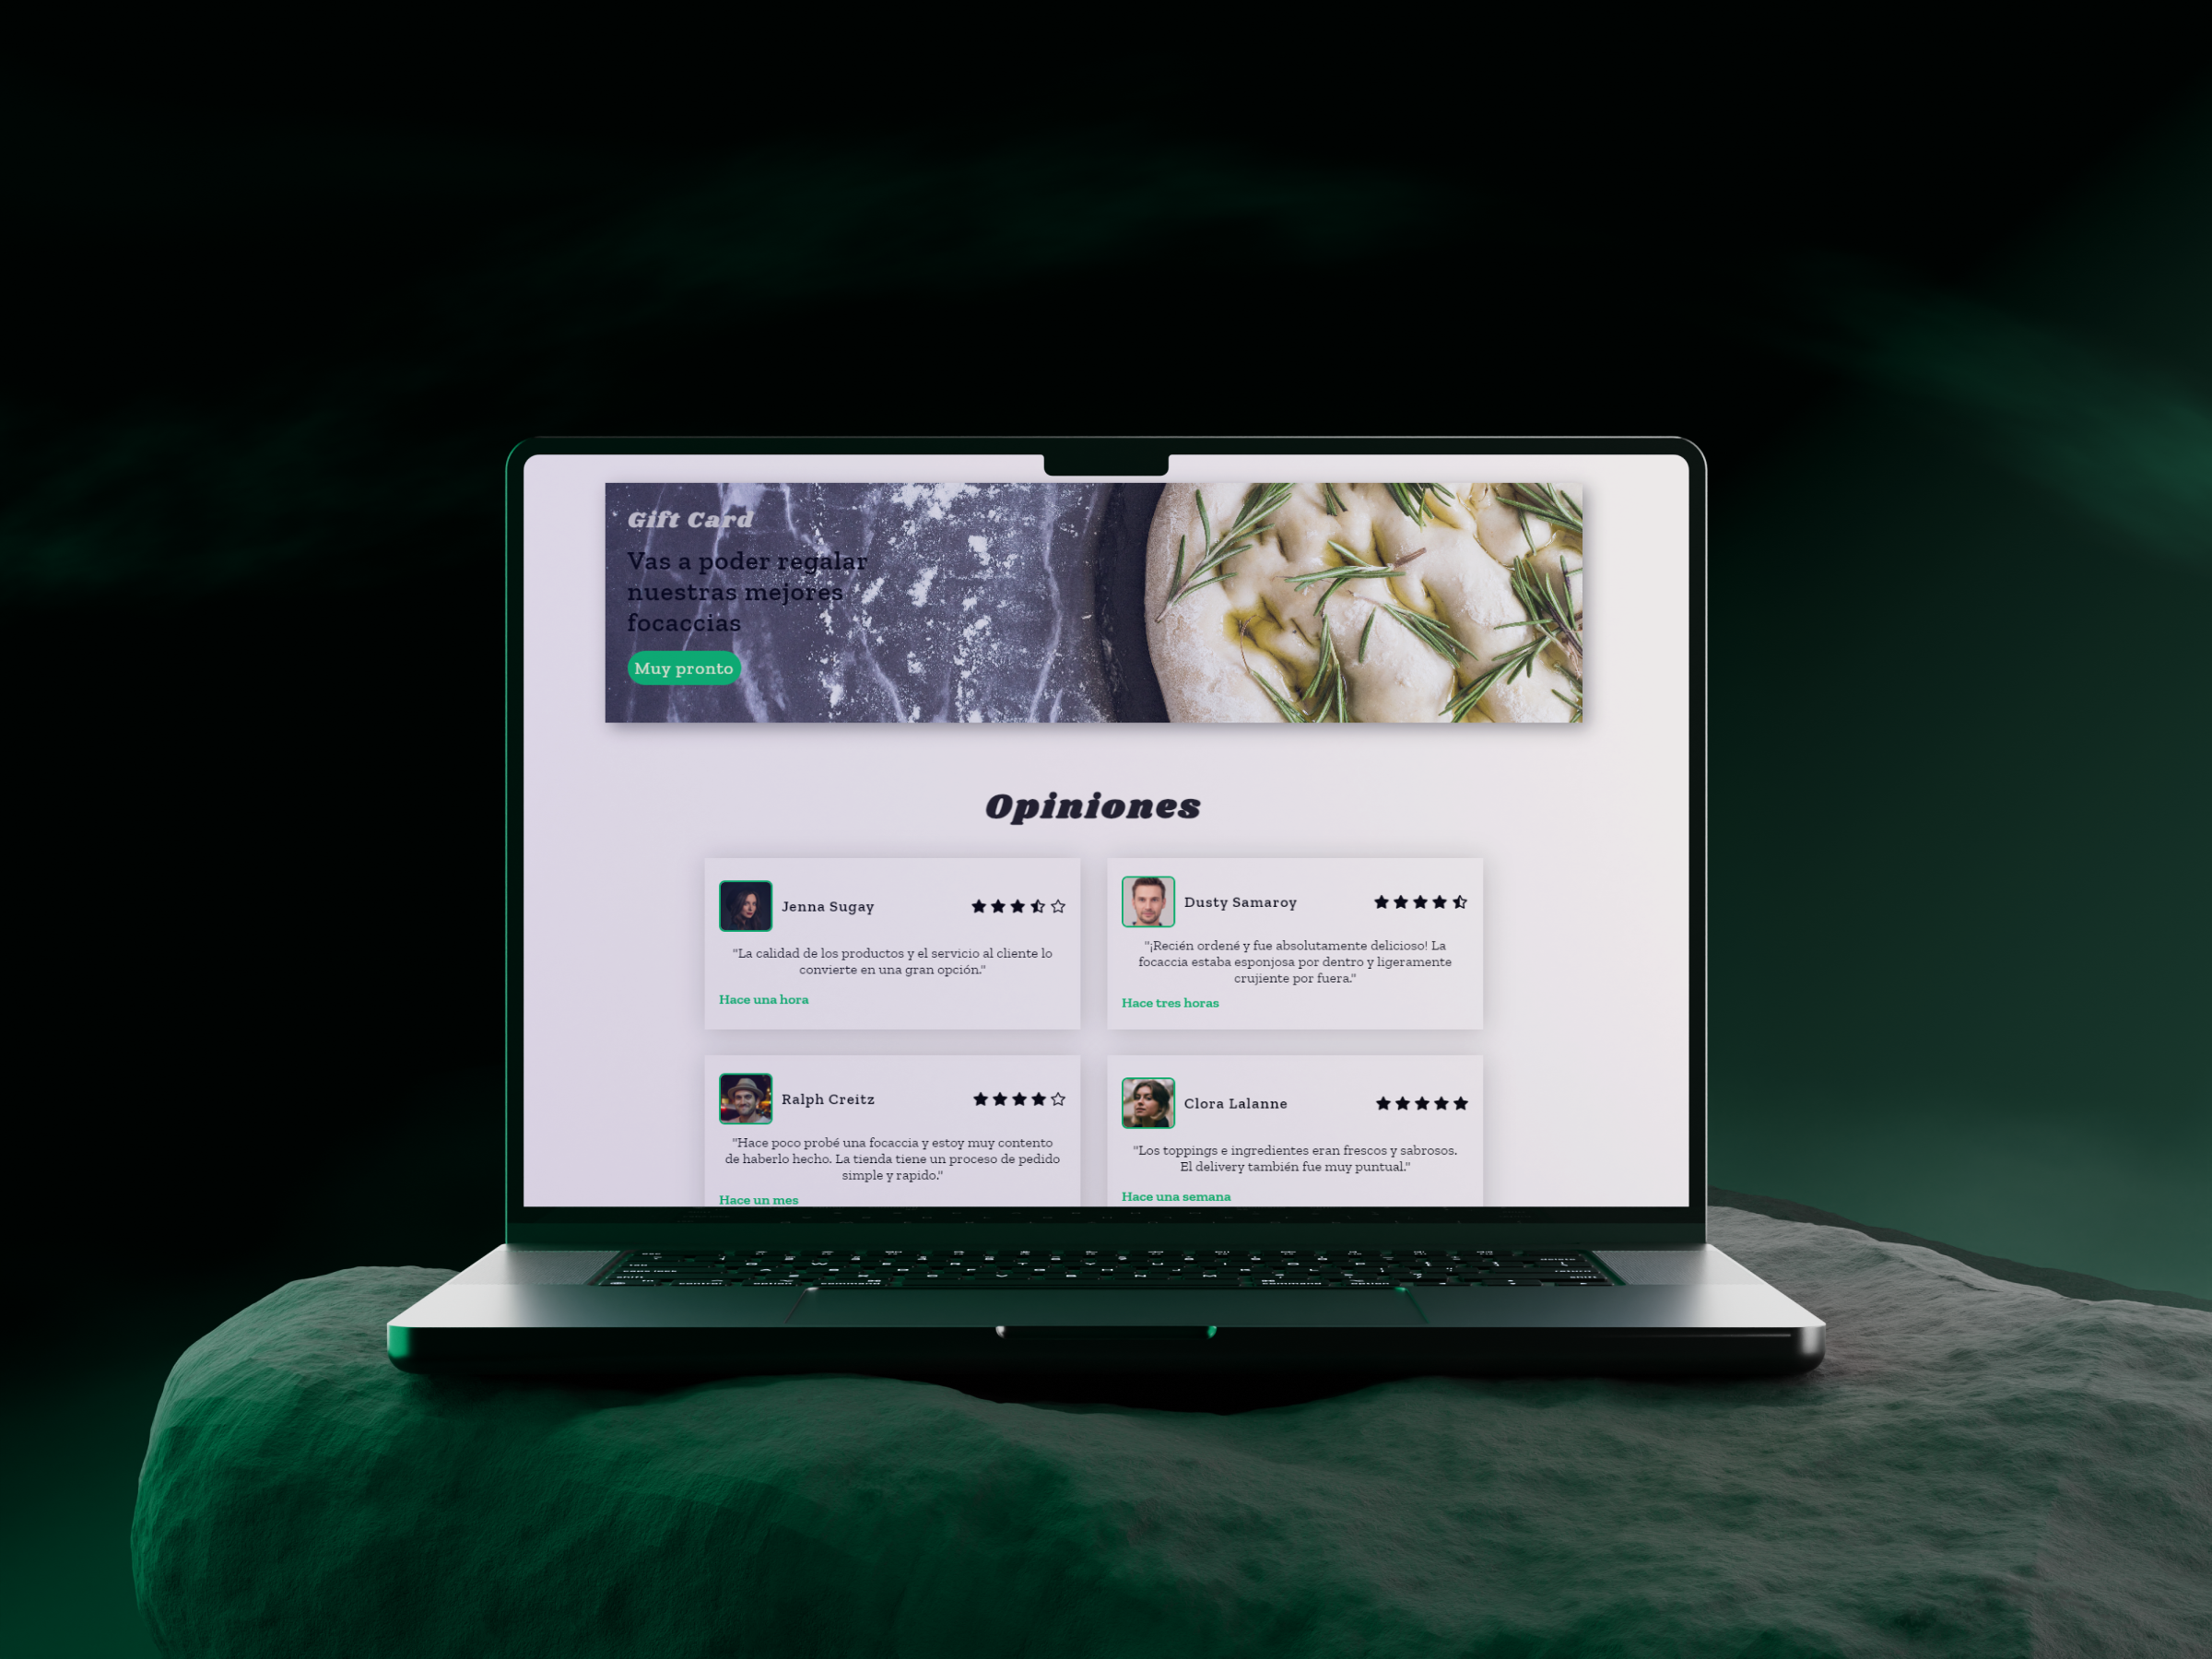 Gift Card
Vas a poder regalar
nuestras mejores
focaccias
Muy pronto
Opiniones
Jenna Sugay
"La calidad de los productos y el servicio al cliente lo
convierte en una gran opción."
Hace una hora
Dusty Samaroy
"¡Recién ordené y fue absolutamente delicioso! La
focaccia estaba esponjosa por dentro y ligeramente
crujiente por fuera."
Hace tres horas
Ralph Creitz
"Hace poco probé una focaccia y estoy muy contento
de haberlo hecho. La tienda tiene un proceso de pedido
simple y rapido."
Hace un mes
Clora Lalanne
"Los toppings e ingredientes eran frescos y sabrosos.
El delivery también fue muy puntual."
Hace una semana